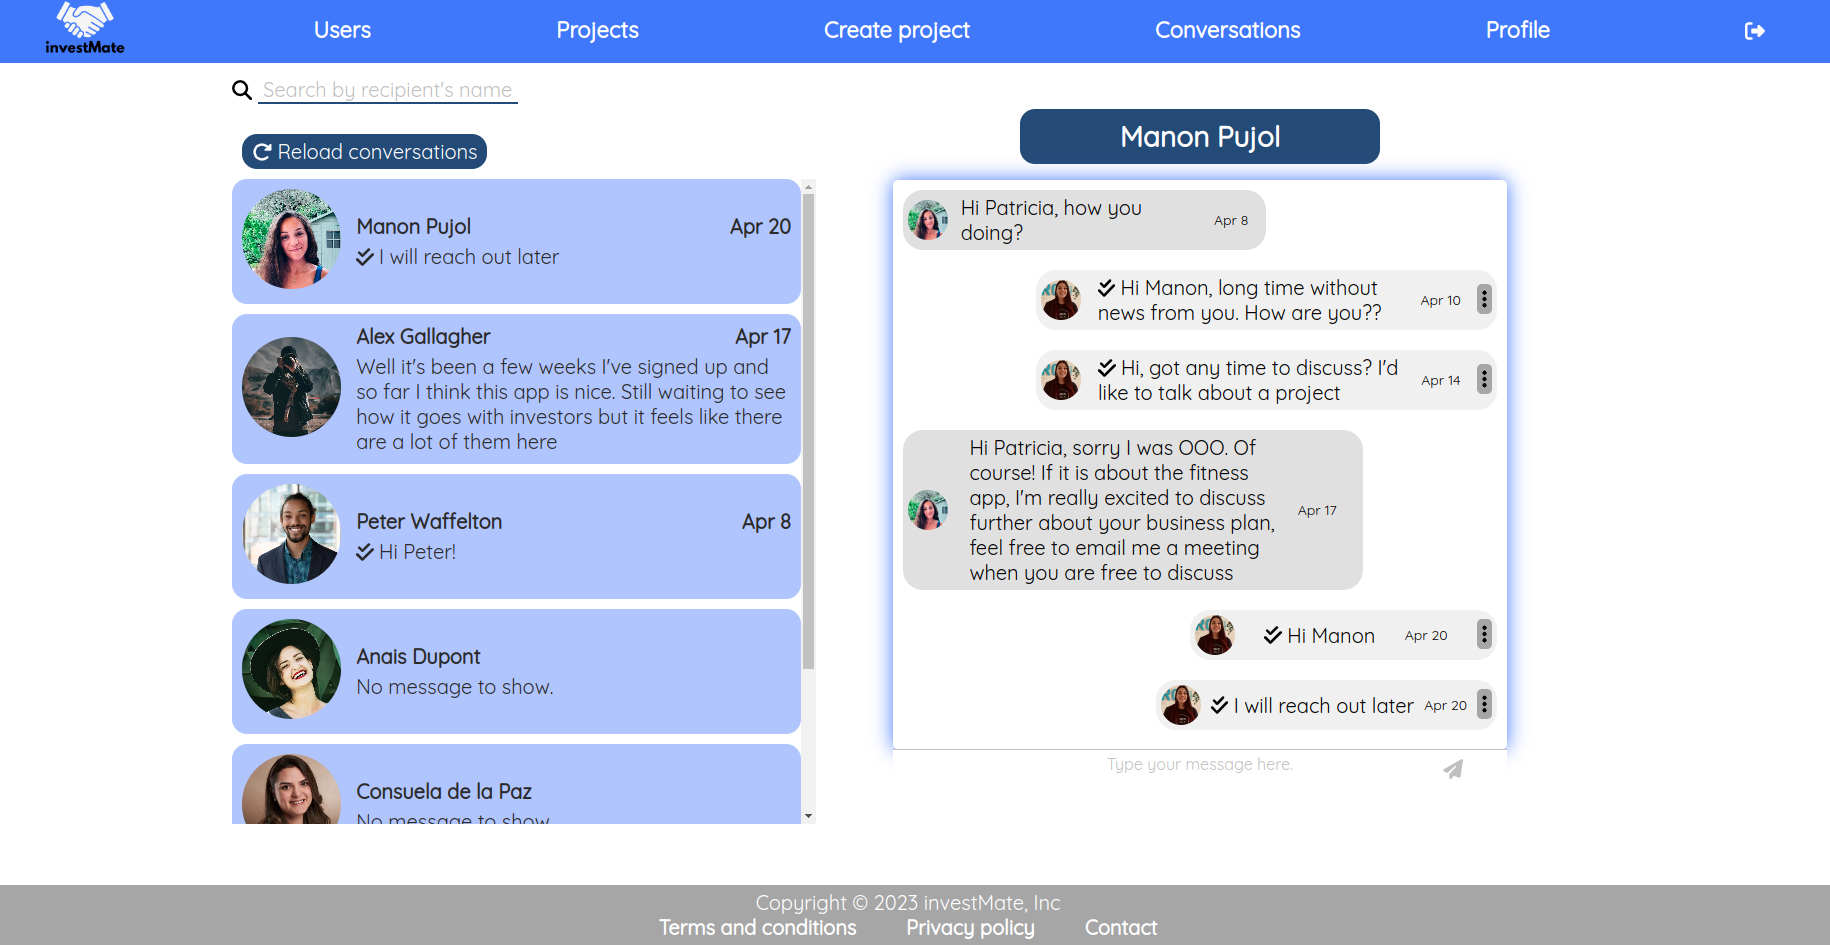 investMate
Users
Projects
Create project
Conversations
Profile
Search by recipient's name
Reload conversations
Manon Pujol
Apr 20
I will reach out later
Alex Gallagher
Apr 17
Well it's been a few weeks I've signed up and
so far I think this app is nice. Still waiting to see
how it goes with investors but it feels like there
are a lot of them here
Peter Waffelton
Apr 8
Hi Peter!
Anais Dupont
No message to show.
Consuela de la Paz
No message to show
Manon Pujol
Hi Patricia, how you
doing?
Apr 8
Hi Manon, long time without
news from you. How are you??
Apr 10
Hi, got any time to discuss? I'd
like to talk about a project
Apr 14
Hi Patricia, sorry I was OOO. Of
course! If it is about the fitness
app, I'm really excited to discuss
further about your business plan,
feel free to email me a meeting
when you are free to discuss
Apr 17
Hi Manon
Apr 20
I will reach out later
Apr 20
Type your message here.
Copyright © 2023 investMate, Inc
Terms and conditions
Privacy policy
Contact